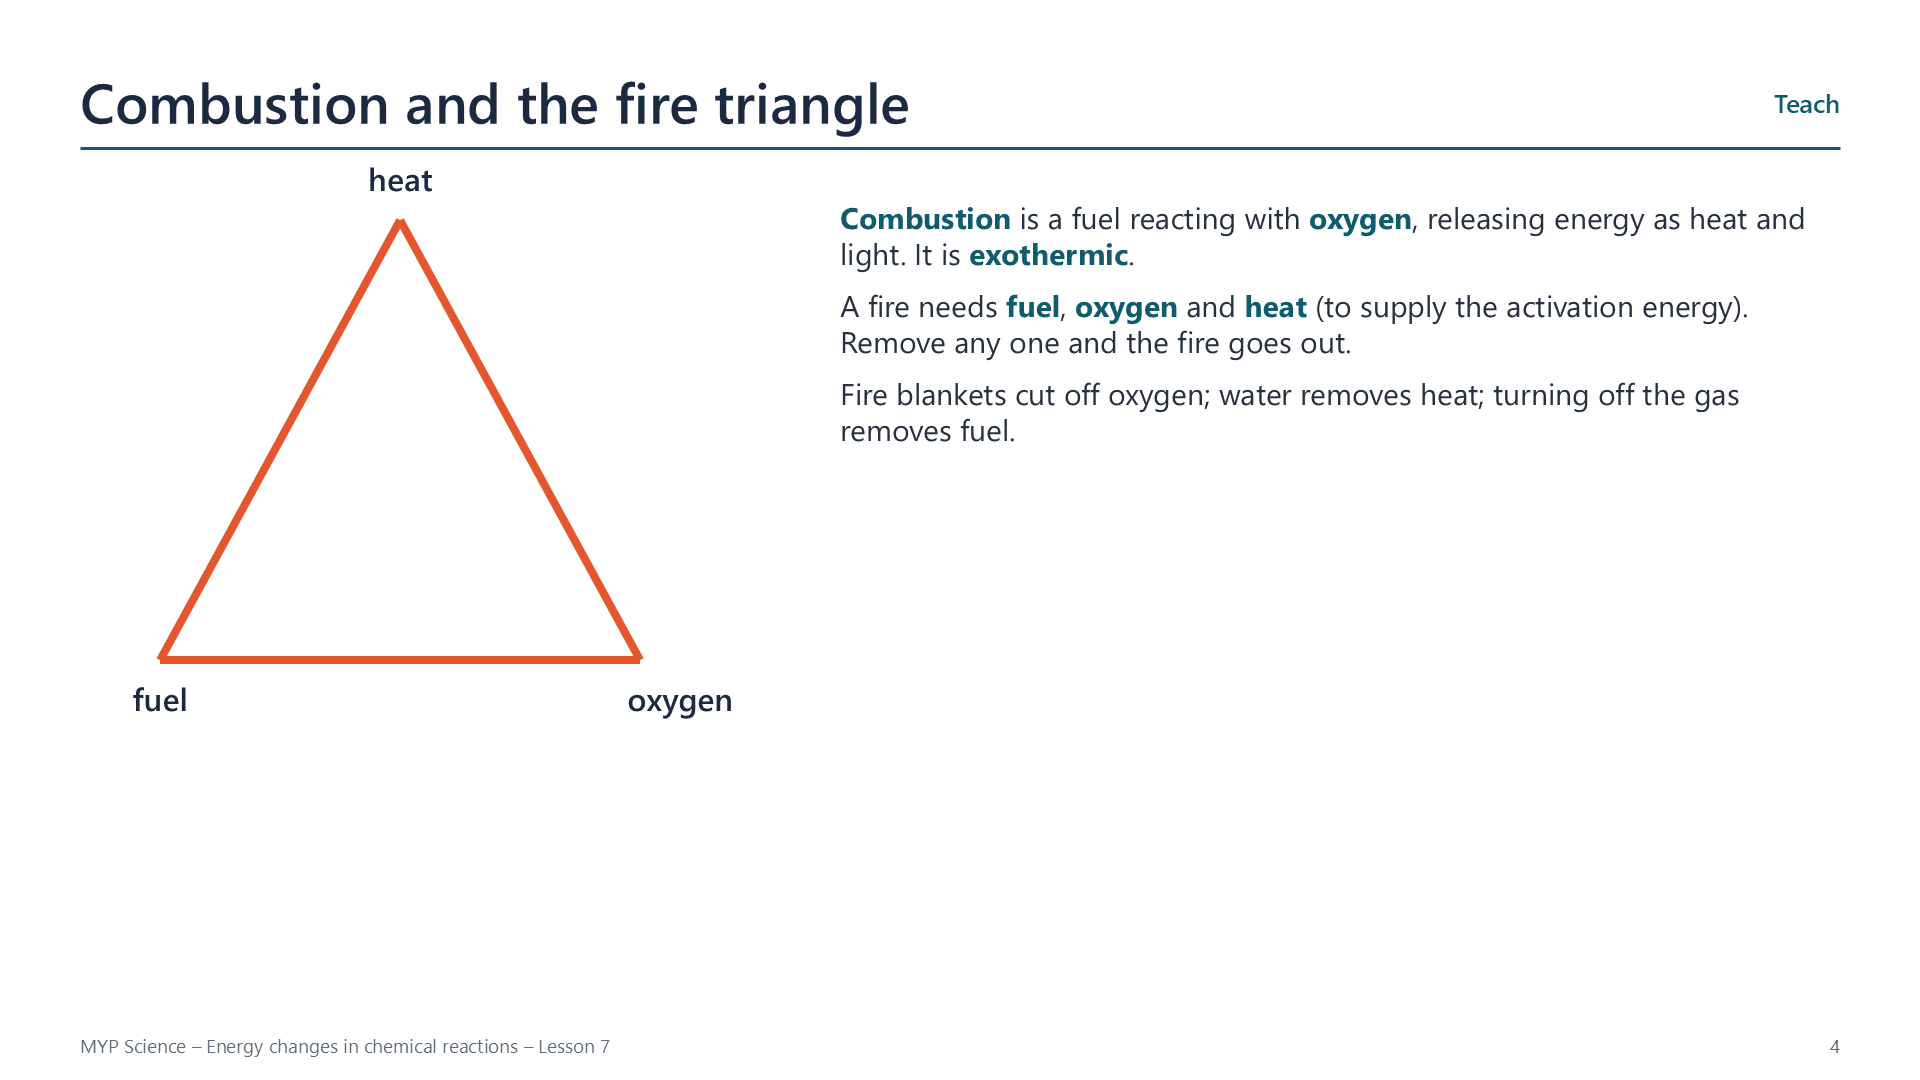 Combustion and the fire triangle
Teach
heat
fuel
oxygen
Combustion is a fuel reacting with oxygen, releasing energy as heat and
light. It is exothermic.
A fire needs fuel, oxygen and heat (to supply the activation energy).
Remove any one and the fire goes out.
Fire blankets cut off oxygen; water removes heat; turning off the gas
removes fuel.
MYP Science – Energy changes in chemical reactions – Lesson 7
4